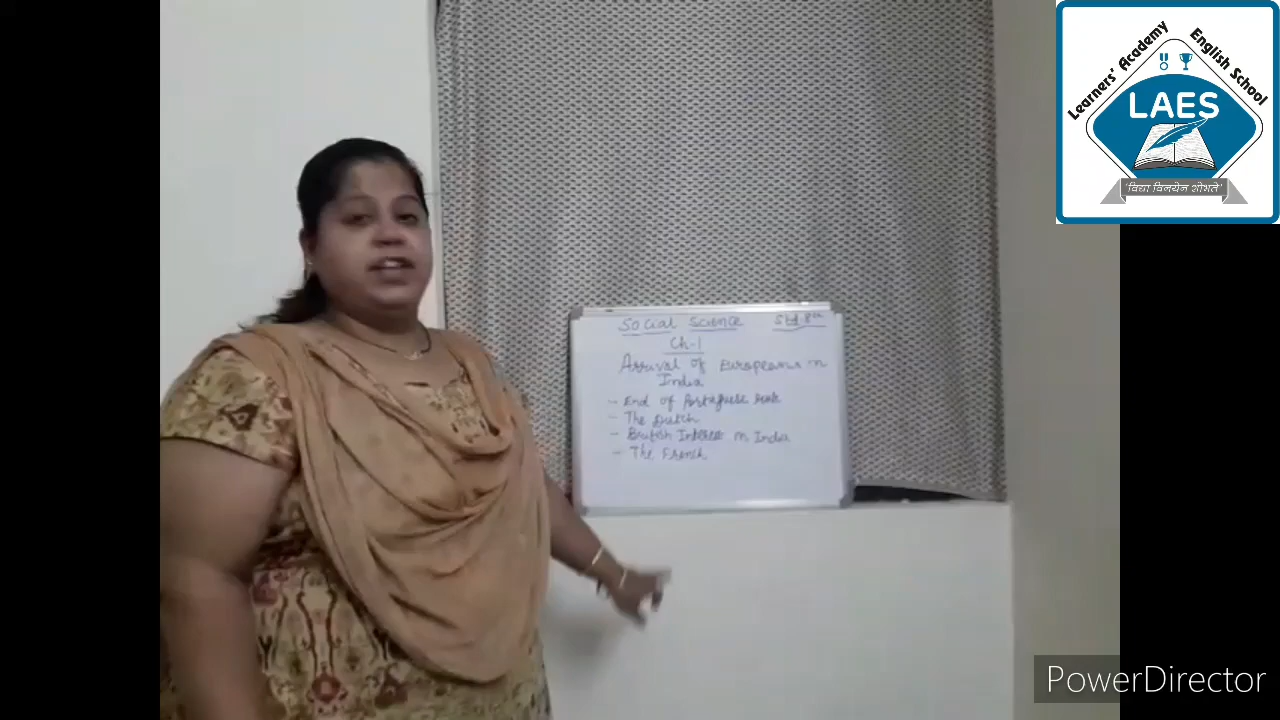 Learners' Academy English School
LAES
'विद्या विनयेन शोभते'
Social Science Std 8th
Ch-1
Arrival of Europeans in
India
- End of Portuguese Rule
- The Dutch
- British Interest in India
- The French
PowerDirector